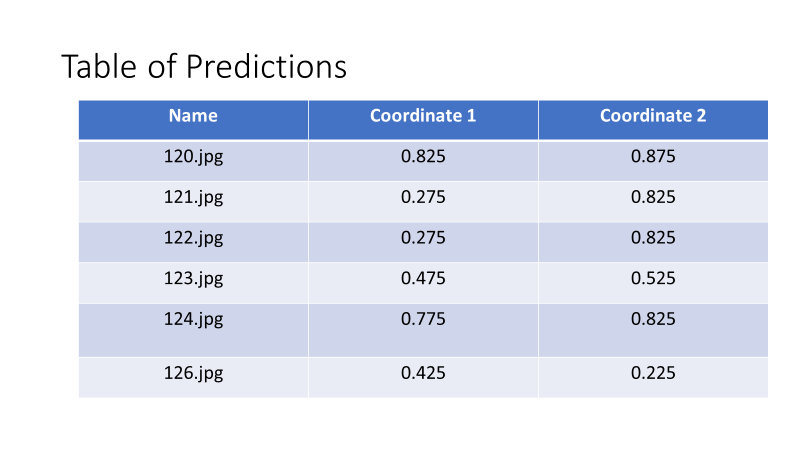 Table of Predictions
Name Coordinate 1 Coordinate 2
120.jpg 0.825 0.875
121.jpg 0.275 0.825
122.jpg 0.275 0.825
123.jpg 0.475 0.525
124.jpg 0.775 0.825
126.jpg 0.425 0.225